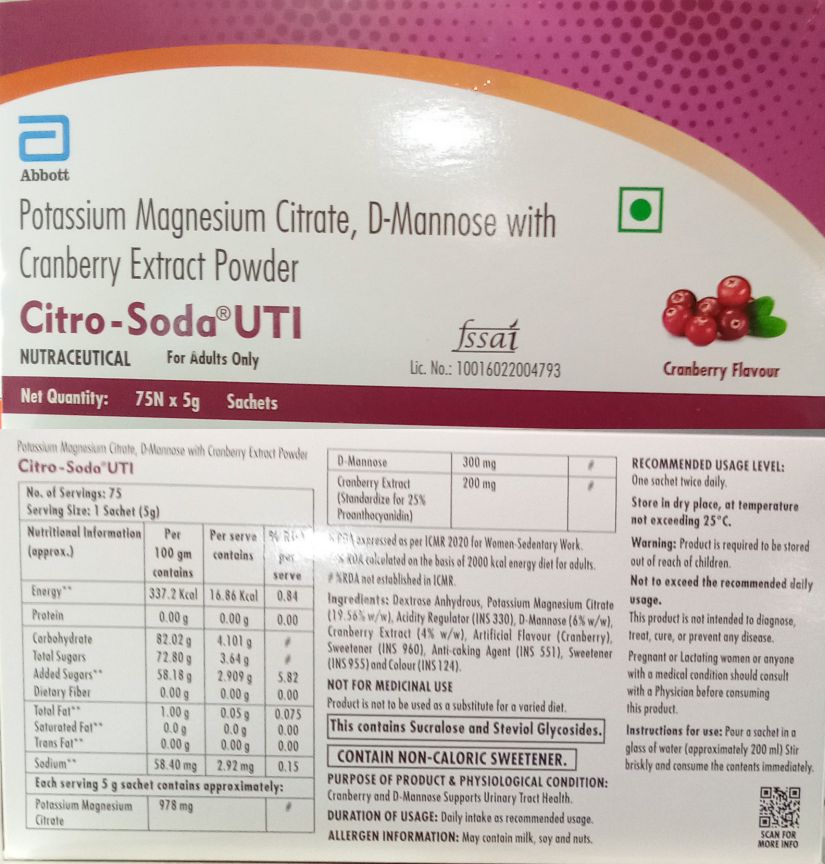 Abbott
Potassium Magnesium Citrate, D-Mannose with
Cranberry Extract Powder
Citro-Soda® UTI
NUTRACEUTICAL For Adults Only
fssai
Lic. No.: 10016022004793
Cranberry Flavour
Net Quantity: 75N x 5g Sachets
Potassium Magnesium Citrate, D-Mannose with Cranberry Extract Powder
Citro-Soda® UTI
No. of Servings: 75
Serving Size: 1 Sachet (5g)
Nutritional Information (approx.) Per 100 gm contains Per serve contains % RDA per serve
Energy** 337.2 Kcal 16.86 Kcal 0.84
Protein 0.00 g 0.00 g 0.00
Carbohydrate 82.02 g 4.101 g #
Total Sugars 72.80 g 3.64 g #
Added Sugars** 58.18 g 2.909 g 5.82
Dietary Fiber 0.00 g 0.00 g 0.00
Total Fat** 1.00 g 0.05 g 0.075
Saturated Fat** 0.0 g 0.0 g 0.00
Trans Fat** 0.00 g 0.00 g 0.00
Sodium** 58.40 mg 2.92 mg 0.15
Each serving 5 g sachet contains approximately:
Potassium Magnesium Citrate 978 mg #
D-Mannose 300 mg #
Cranberry Extract 200 mg #
(Standardize for 25%
Proanthocyanidin)
% RDA expressed as per ICMR 2020 for Women-Sedentary Work.
% RDA calculated on the basis of 2000 kcal energy diet for adults.
# %RDA not established in ICMR.
Ingredients: Dextrose Anhydrous, Potassium Magnesium Citrate
(19.56% w/w), Acidity Regulator (INS 330), D-Mannose (6% w/w),
Cranberry Extract (4% w/w), Artificial Flavour (Cranberry),
Sweetener (INS 960), Anti-caking Agent (INS 551), Sweetener
(INS 955) and Colour (INS 124).
NOT FOR MEDICINAL USE
Product is not to be used as a substitute for a varied diet.
This contains Sucralose and Steviol Glycosides.
CONTAIN NON-CALORIC SWEETENER.
PURPOSE OF PRODUCT & PHYSIOLOGICAL CONDITION:
Cranberry and D-Mannose Supports Urinary Tract Health.
DURATION OF USAGE: Daily intake as recommended usage.
ALLERGEN INFORMATION: May contain milk, soy and nuts.
RECOMMENDED USAGE LEVEL:
One sachet twice daily.
Store in dry place, at temperature
not exceeding 25°C.
Warning: Product is required to be stored
out of reach of children.
Not to exceed the recommended daily
usage.
This product is not intended to diagnose,
treat, cure, or prevent any disease.
Pregnant or Lactating women or anyone
with a medical condition should consult
with a Physician before consuming
this product.
Instructions for use: Pour a sachet in a
glass of water (approximately 200 ml) Stir
briskly and consume the contents immediately.
SCAN FOR
MORE INFO